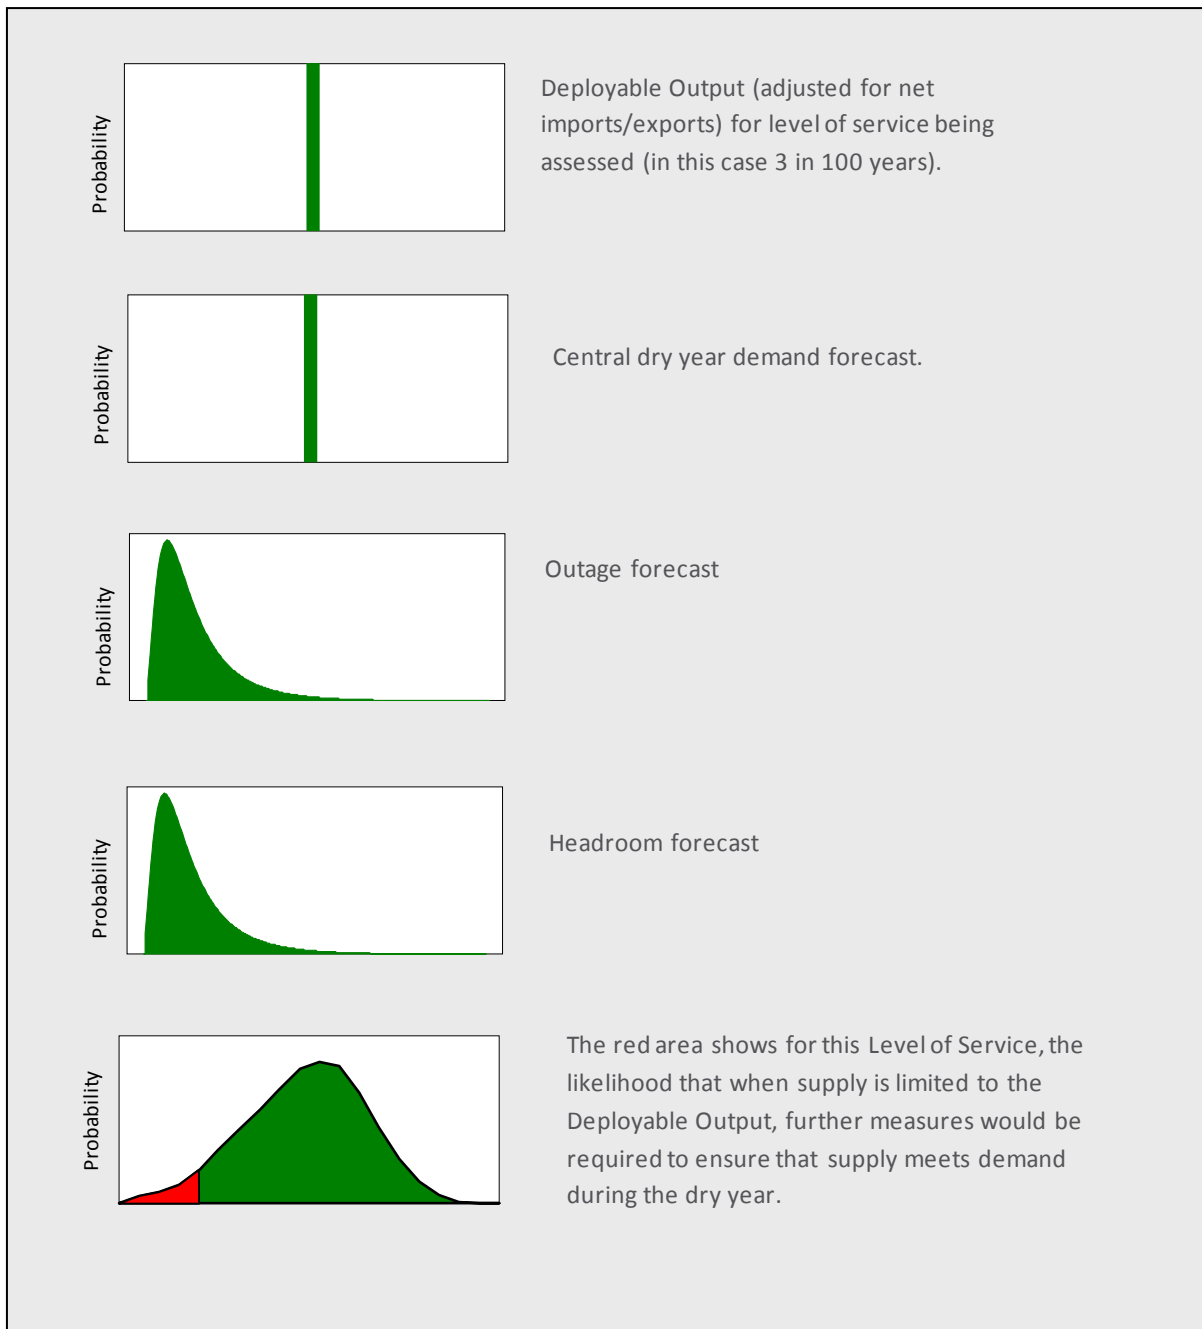 Probability
Deployable Output (adjusted for net
imports/exports) for level of service being
assessed (in this case 3 in 100 years).
Probability
Central dry year demand forecast.
Probability
Outage forecast
Probability
Headroom forecast
Probability
The red area shows for this Level of Service, the
likelihood that when supply is limited to the
Deployable Output, further measures would be
required to ensure that supply meets demand
during the dry year.